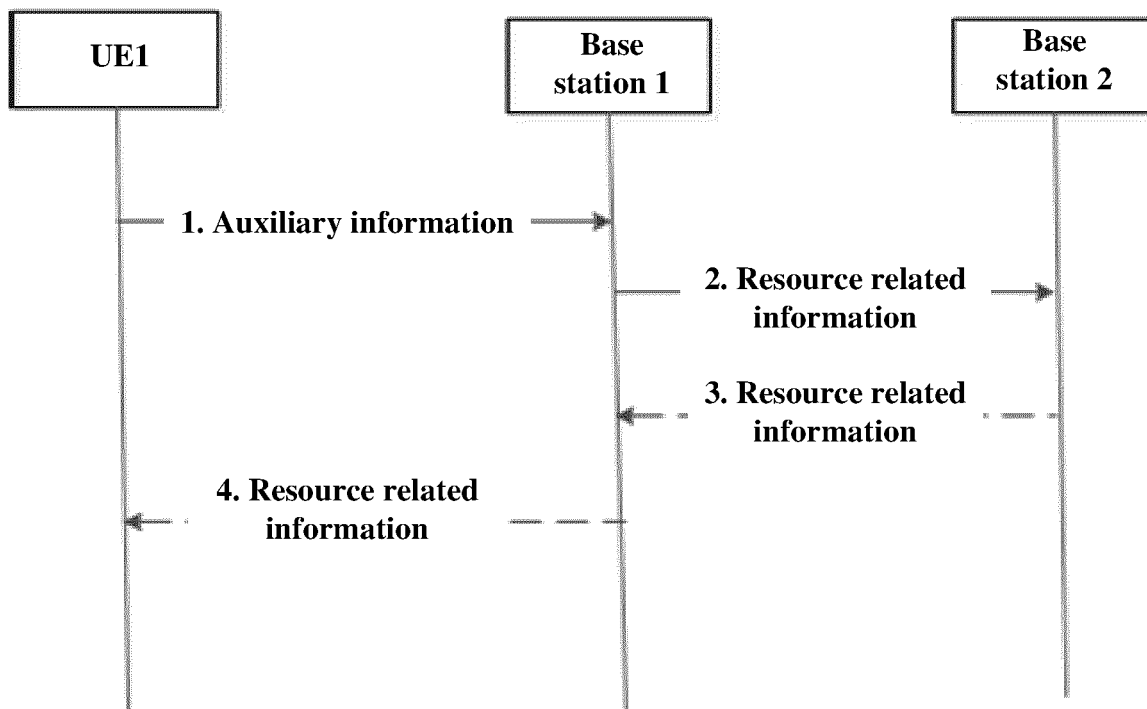 UE1
Base
station 1
Base
station 2
1. Auxiliary information
2. Resource related
information
3. Resource related
information
4. Resource related
information